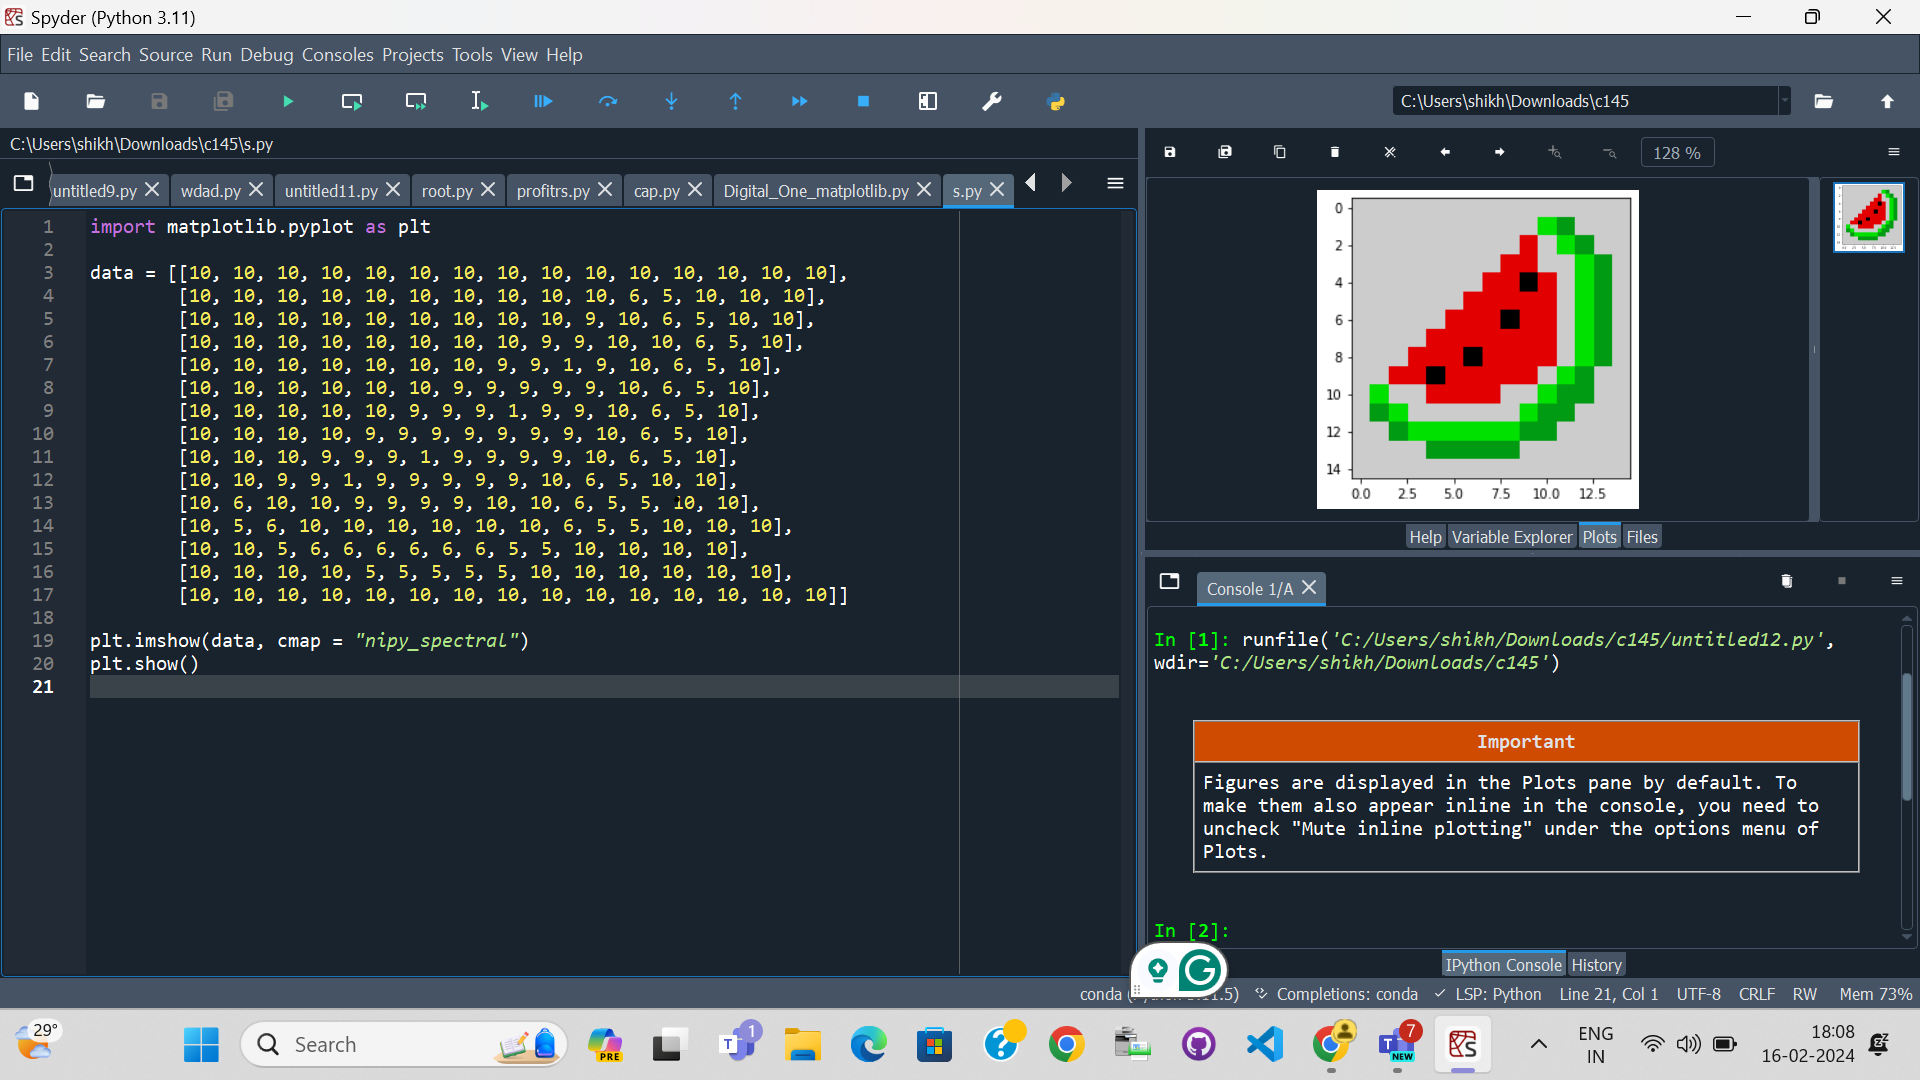 Spyder (Python 3.11)
File Edit Search Source Run Debug Consoles Projects Tools View Help
C:\Users\shikh\Downloads\c145
C:\Users\shikh\Downloads\c145\s.py
untitled9.py wdad.py untitled11.py root.py profitrs.py cap.py Digital_One_matplotlib.py s.py
1 import matplotlib.pyplot as plt
2
3 data = [[10, 10, 10, 10, 10, 10, 10, 10, 10, 10, 10, 10, 10, 10, 10],
4 [10, 10, 10, 10, 10, 10, 10, 10, 10, 10, 6, 5, 10, 10, 10],
5 [10, 10, 10, 10, 10, 10, 10, 10, 10, 9, 10, 6, 5, 10, 10],
6 [10, 10, 10, 10, 10, 10, 10, 10, 9, 9, 10, 10, 6, 5, 10],
7 [10, 10, 10, 10, 10, 10, 10, 9, 9, 1, 9, 10, 6, 5, 10],
8 [10, 10, 10, 10, 10, 10, 9, 9, 9, 9, 9, 10, 6, 5, 10],
9 [10, 10, 10, 10, 10, 9, 9, 9, 1, 9, 9, 10, 6, 5, 10],
10 [10, 10, 10, 10, 9, 9, 9, 9, 9, 9, 9, 10, 6, 5, 10],
11 [10, 10, 10, 9, 9, 9, 1, 9, 9, 9, 9, 10, 6, 5, 10],
12 [10, 10, 9, 9, 1, 9, 9, 9, 9, 9, 10, 6, 5, 10, 10],
13 [10, 6, 10, 10, 9, 9, 9, 9, 10, 10, 6, 5, 5, 10, 10],
14 [10, 5, 6, 10, 10, 10, 10, 10, 10, 6, 5, 5, 10, 10, 10],
15 [10, 10, 5, 6, 6, 6, 6, 6, 6, 5, 5, 10, 10, 10, 10],
16 [10, 10, 10, 10, 5, 5, 5, 5, 5, 10, 10, 10, 10, 10, 10],
17 [10, 10, 10, 10, 10, 10, 10, 10, 10, 10, 10, 10, 10, 10, 10]]
18
19 plt.imshow(data, cmap = "nipy_spectral")
20 plt.show()
21
128 %
0
2
4
6
8
10
12
14
0.0 2.5 5.0 7.5 10.0 12.5
Help Variable Explorer Plots Files
Console 1/A
In [1]: runfile('C:/Users/shikh/Downloads/c145/untitled12.py',
wdir='C:/Users/shikh/Downloads/c145')
Important
Figures are displayed in the Plots pane by default. To
make them also appear inline in the console, you need to
uncheck "Mute inline plotting" under the options menu of
Plots.
In [2]:
IPython Console History
conda Completions: conda LSP: Python Line 21, Col 1 UTF-8 CRLF RW Mem 73%
29° Search PRE 1 7 NEW
ENG
IN
18:08
16-02-2024